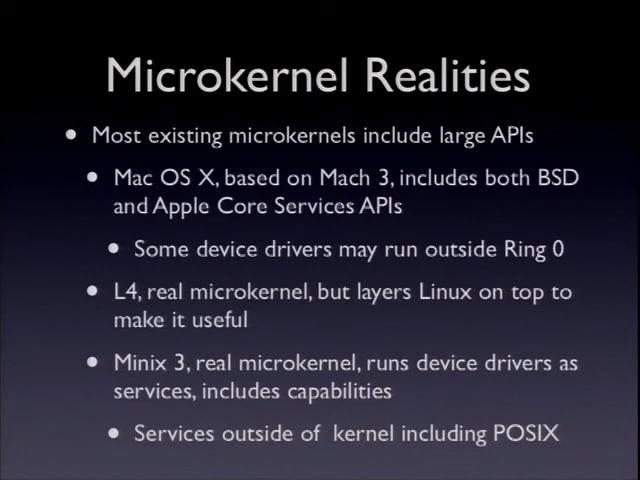 Microkernel Realities
• Most existing microkernels include large APIs
• Mac OS X, based on Mach 3, includes both BSD
and Apple Core Services APIs
• Some device drivers may run outside Ring 0
• L4, real microkernel, but layers Linux on top to
make it useful
• Minix 3, real microkernel, runs device drivers as
services, includes capabilities
• Services outside of kernel including POSIX